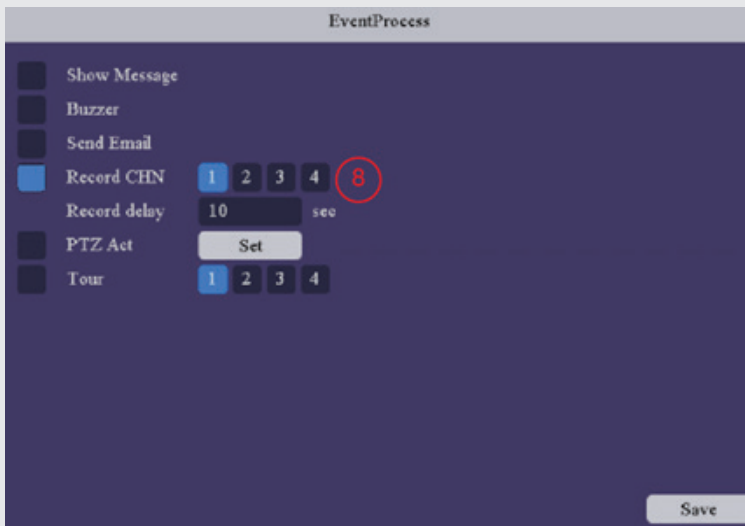 EventProcess
Show Message
Buzzer
Send Email
Record CHN 1 2 3 4 8
Record delay 10 sec
PTZ Act Set
Tour 1 2 3 4
Save